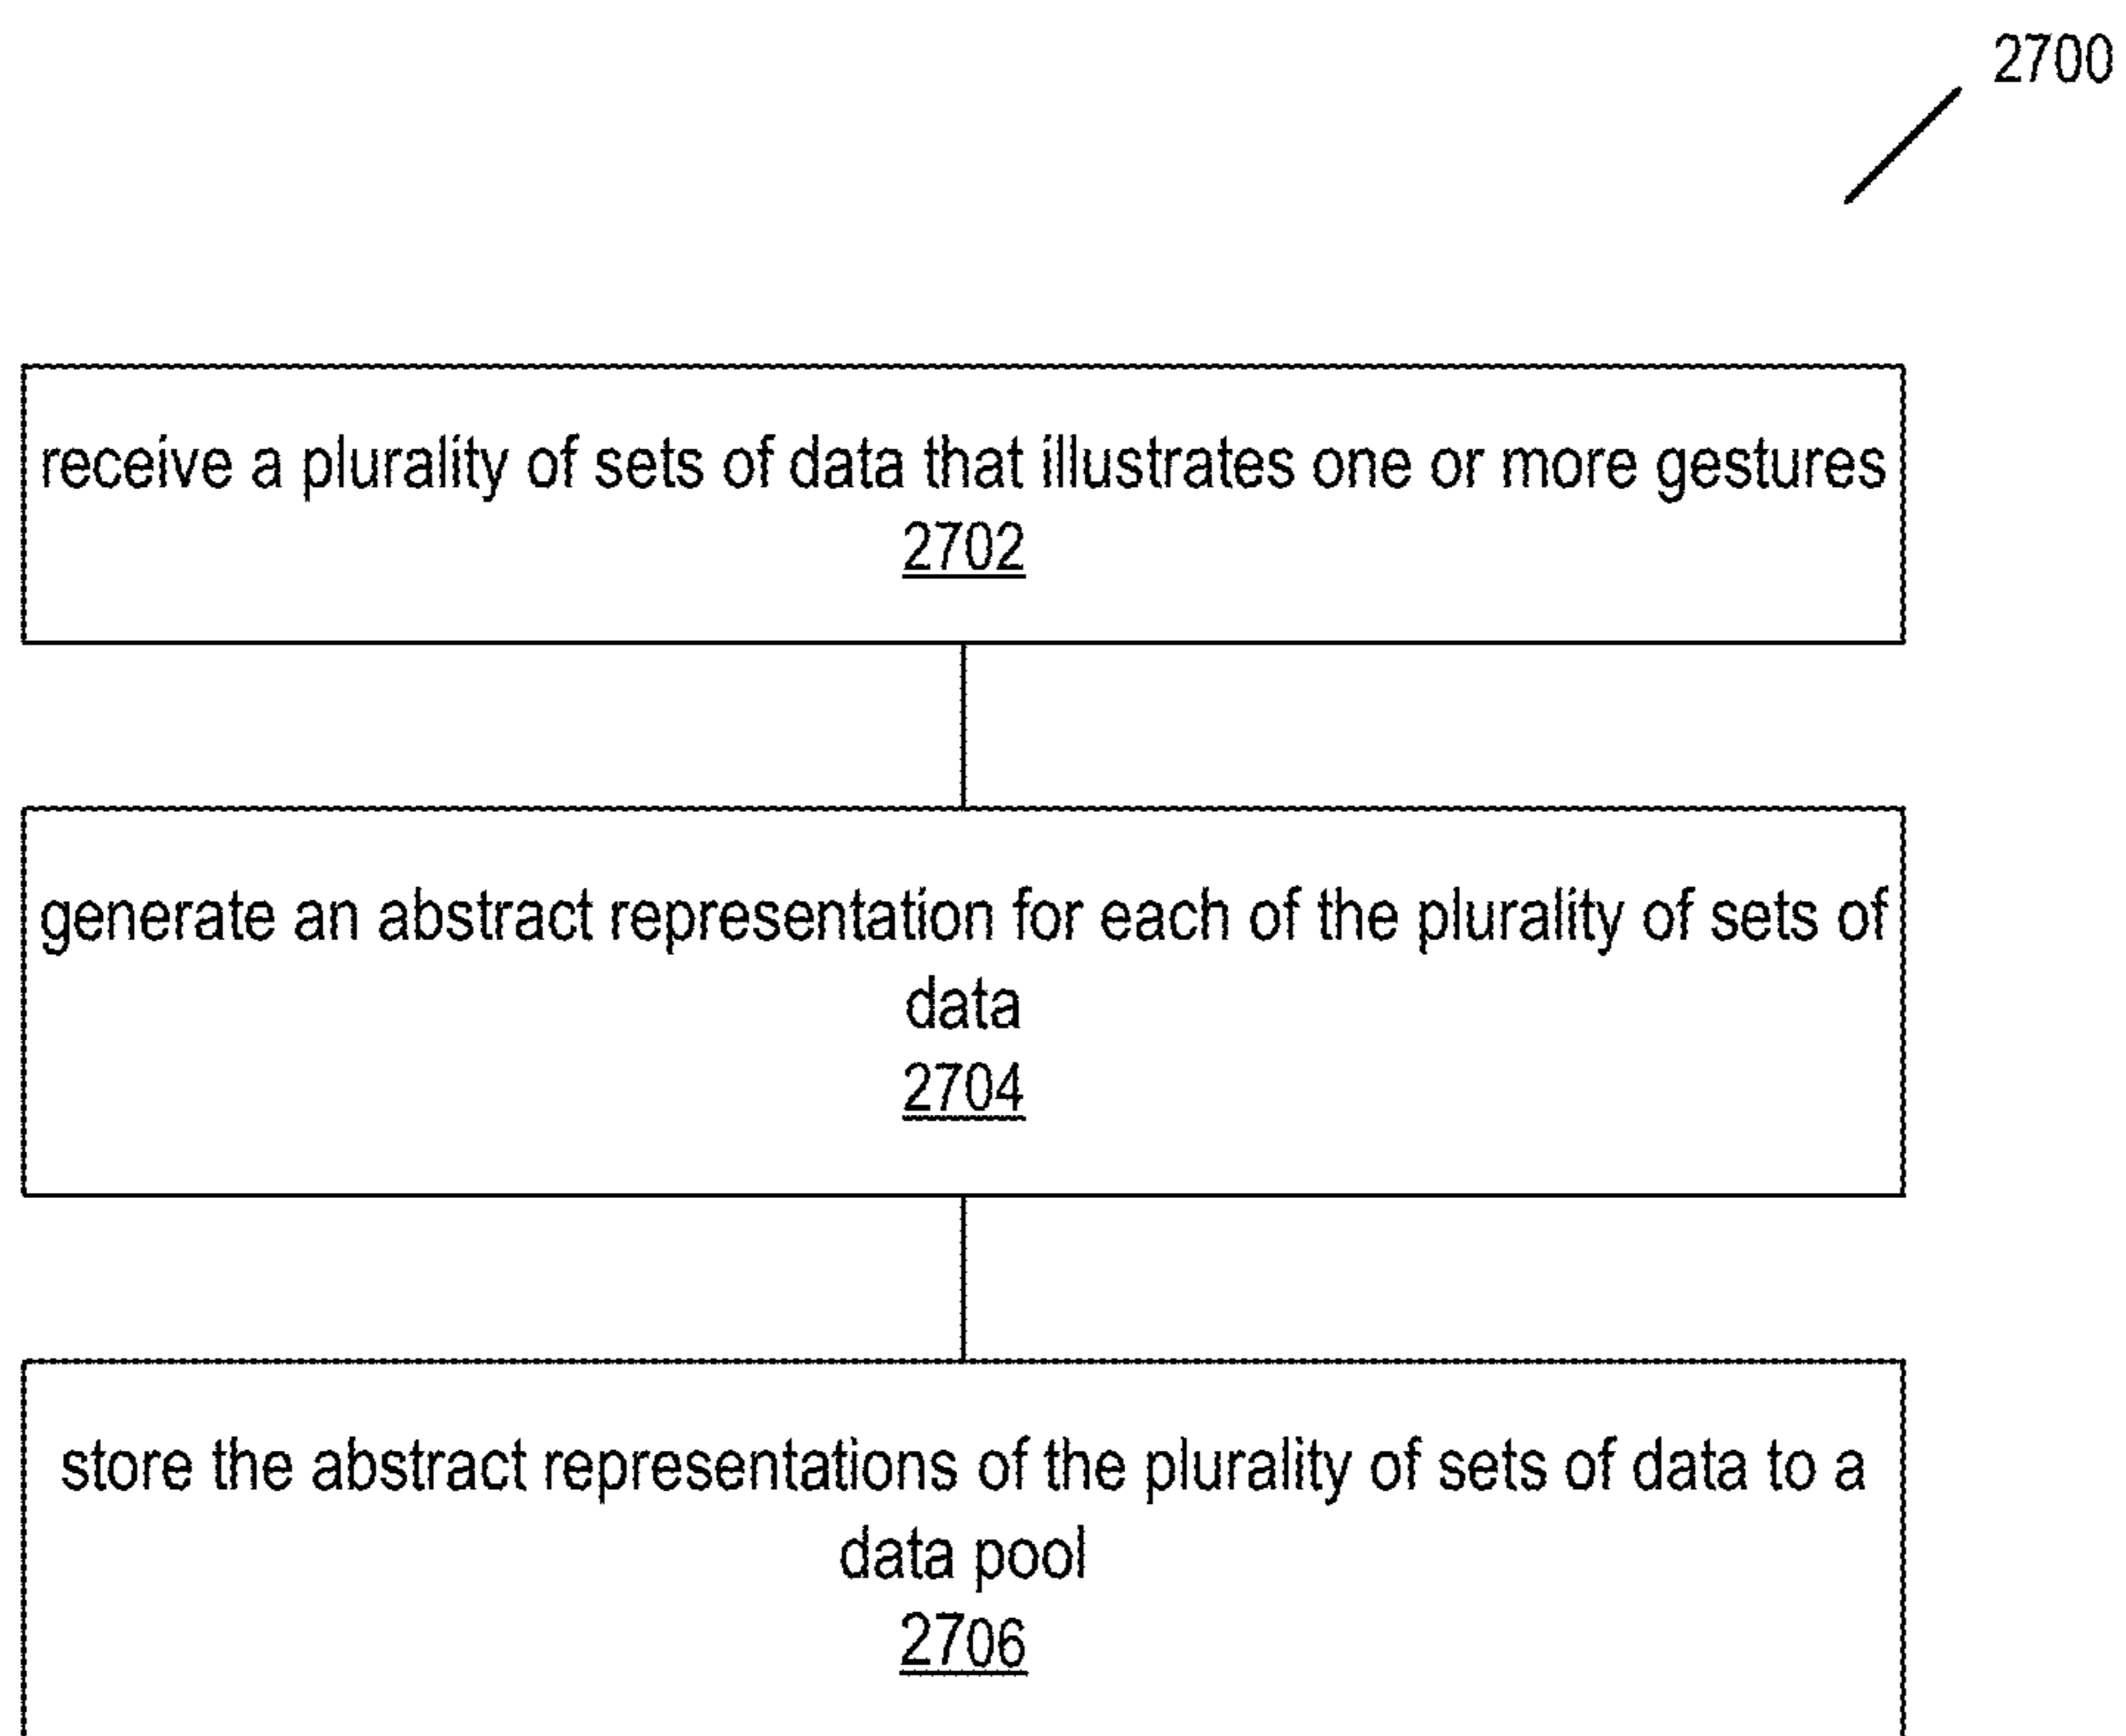 2700
receive a plurality of sets of data that illustrates one or more gestures
2702
generate an abstract representation for each of the plurality of sets of
data
2704
store the abstract representations of the plurality of sets of data to a
data pool
2706